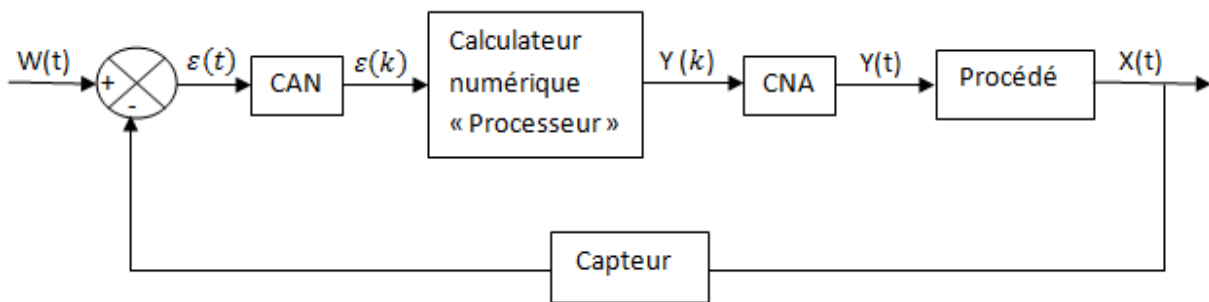 W(t)
+
-
ε(t)
CAN
ε(k)
Calculateur
numérique
« Processeur »
Y (k)
CNA
Y(t)
Procédé
X(t)
Capteur